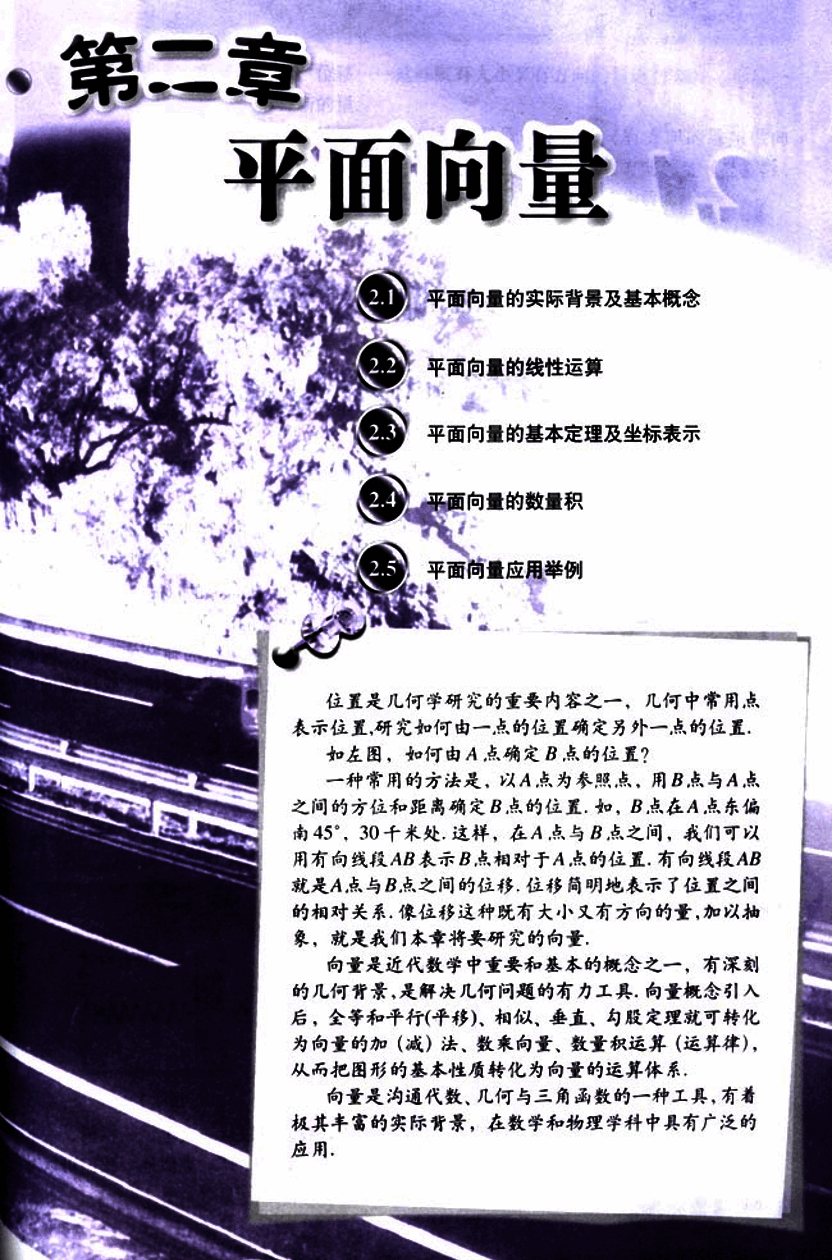 第二章
平面向量
2.1 平面向量的实际背景及基本概念
2.2 平面向量的线性运算
2.3 平面向量的基本定理及坐标表示
2.4 平面向量的数量积
2.5 平面向量应用举例
位置是几何学研究的重要内容之一，几何中常用点
表示位置,研究如何由一点的位置确定另外一点的位置.
如左图，如何由A点确定B点的位置?
一种常用的方法是，以A点为参照点，用B点与A点
之间的方位和距离确定B点的位置.如，B点在A点东偏
南45°，30千米处.这样，在A点与B点之间，我们可以
用有向线段AB表示B点相对于A点的位置.有向线段AB
就是A点与B点之间的位移.位移简明地表示了位置之间
的相对关系.像位移这种既有大小又有方向的量,加以抽
象，就是我们本章将要研究的向量.
向量是近代数学中重要和基本的概念之一，有深刻
的几何背景,是解决几何问题的有力工具.向量概念引入
后，全等和平行(平移)、相似、垂直、勾股定理就可转化
为向量的加（减）法、数乘向量、数量积运算（运算律），
从而把图形的基本性质转化为向量的运算体系.
向量是沟通代数、几何与三角函数的一种工具,有着
极其丰富的实际背景，在数学和物理学科中具有广泛的
应用.